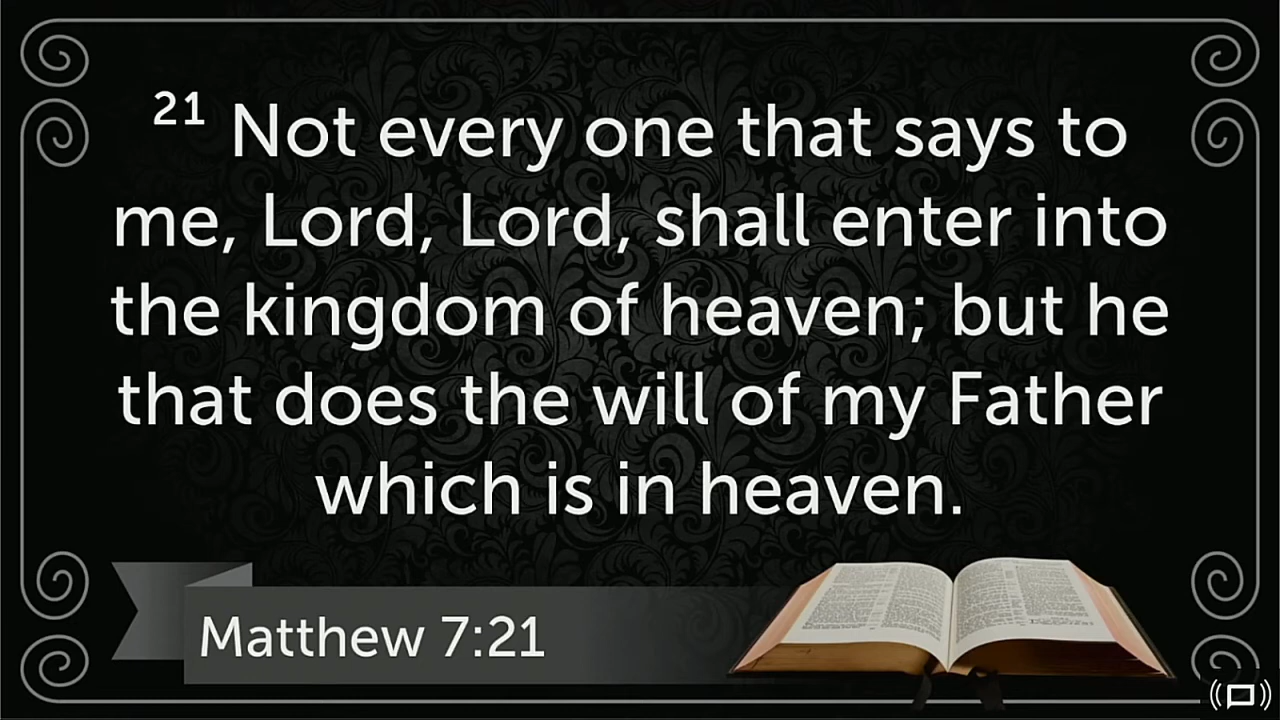 21 Not every one that says to
me, Lord, Lord, shall enter into
the kingdom of heaven; but he
that does the will of my Father
which is in heaven.
Matthew 7:21